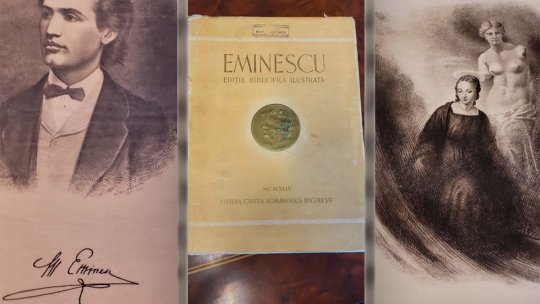 M Eminescu
EMINESCU
EDIȚIE BIBLIOFILĂ ILUSTRATĂ
MCMXLIV
EDITURA CARTEA ROMÂNEASCĂ BUCUREȘTI